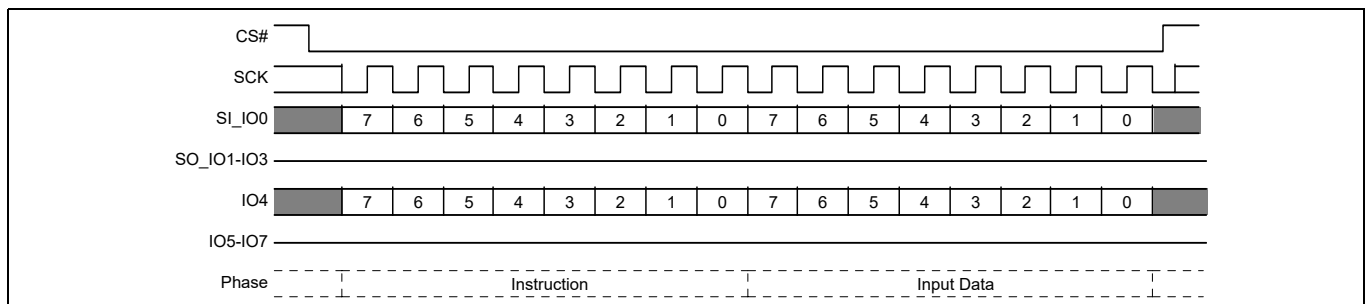 CS#
SCK
SI_IO0 7 6 5 4 3 2 1 0 7 6 5 4 3 2 1 0
SO_IO1-IO3
IO4 7 6 5 4 3 2 1 0 7 6 5 4 3 2 1 0
IO5-IO7
Phase Instruction Input Data